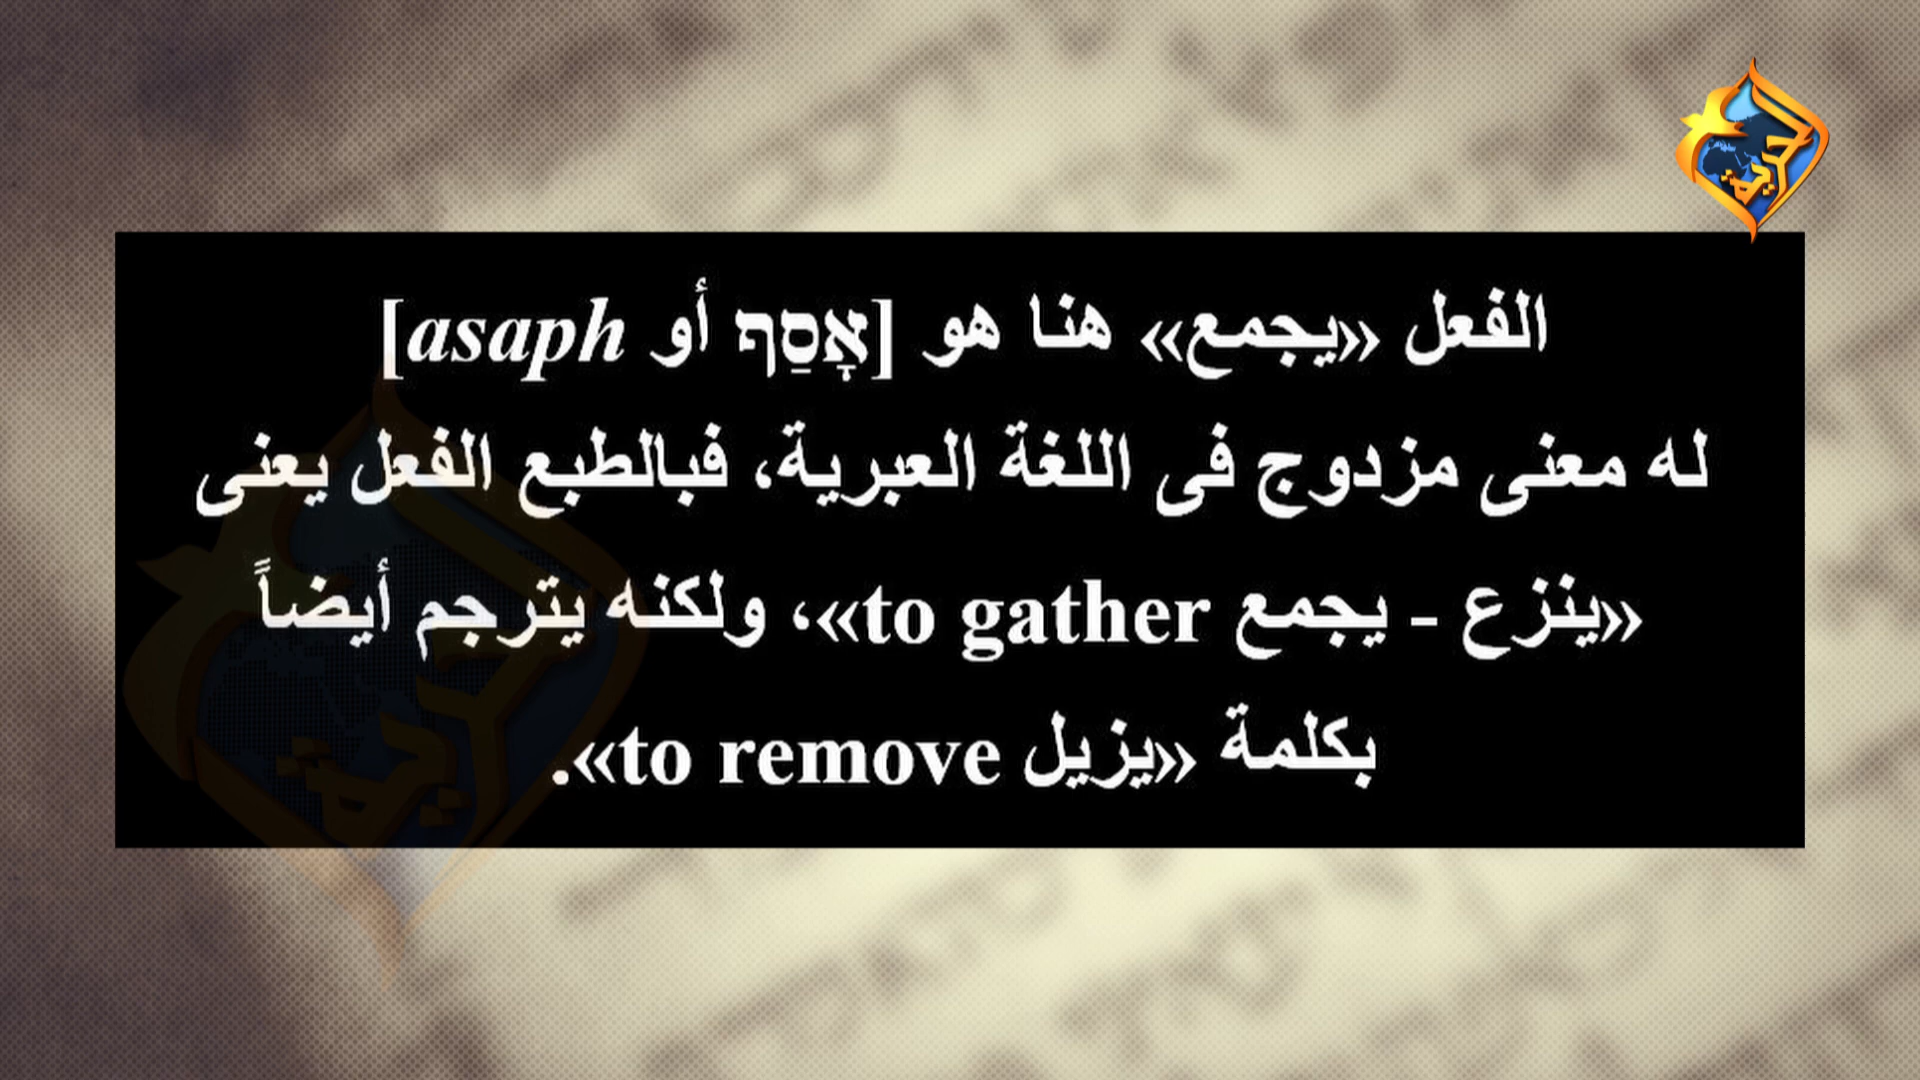 الحرية
الفعل «يجمع» هنا هو [אָסַף أو asaph]
له معنى مزدوج فى اللغة العبرية، فبالطبع الفعل يعنى
«ينزع - يجمع to gather»، ولكنه يترجم أيضاً
بكلمة «يزيل to remove».